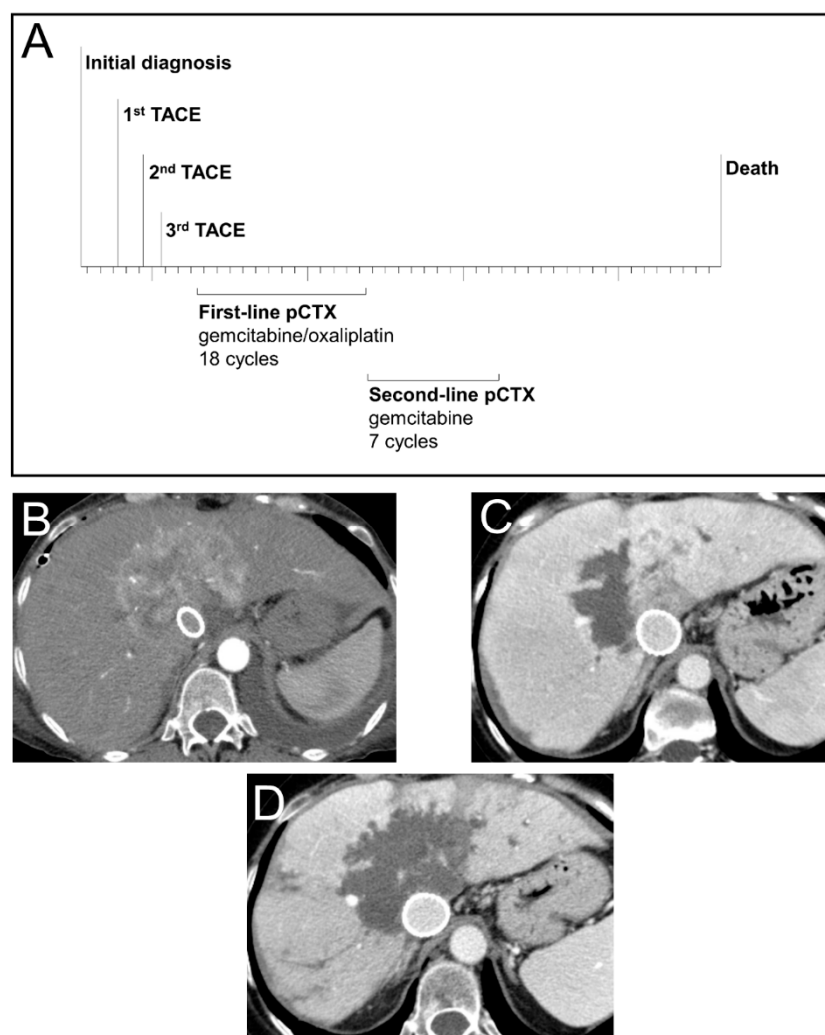 A
Initial diagnosis
1st TACE
2nd TACE
3rd TACE
Death
First-line pCTX
gemcitabine/oxaliplatin
18 cycles
Second-line pCTX
gemcitabine
7 cycles
B
C
D